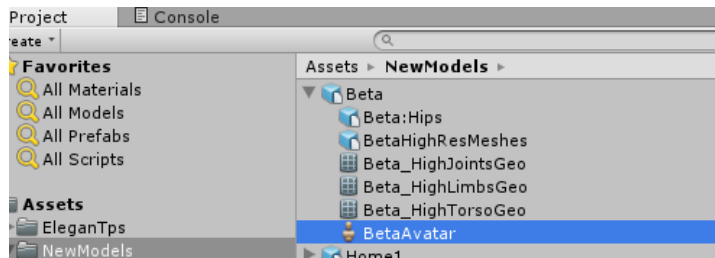 Project Console
reate
Favorites
All Materials
All Models
All Prefabs
All Scripts
Assets
EleganTps
NewModels
Assets NewModels
Beta
Beta:Hips
BetaHighResMeshes
Beta_HighJointsGeo
Beta_HighLimbsGeo
Beta_HighTorsoGeo
BetaAvatar
Home1